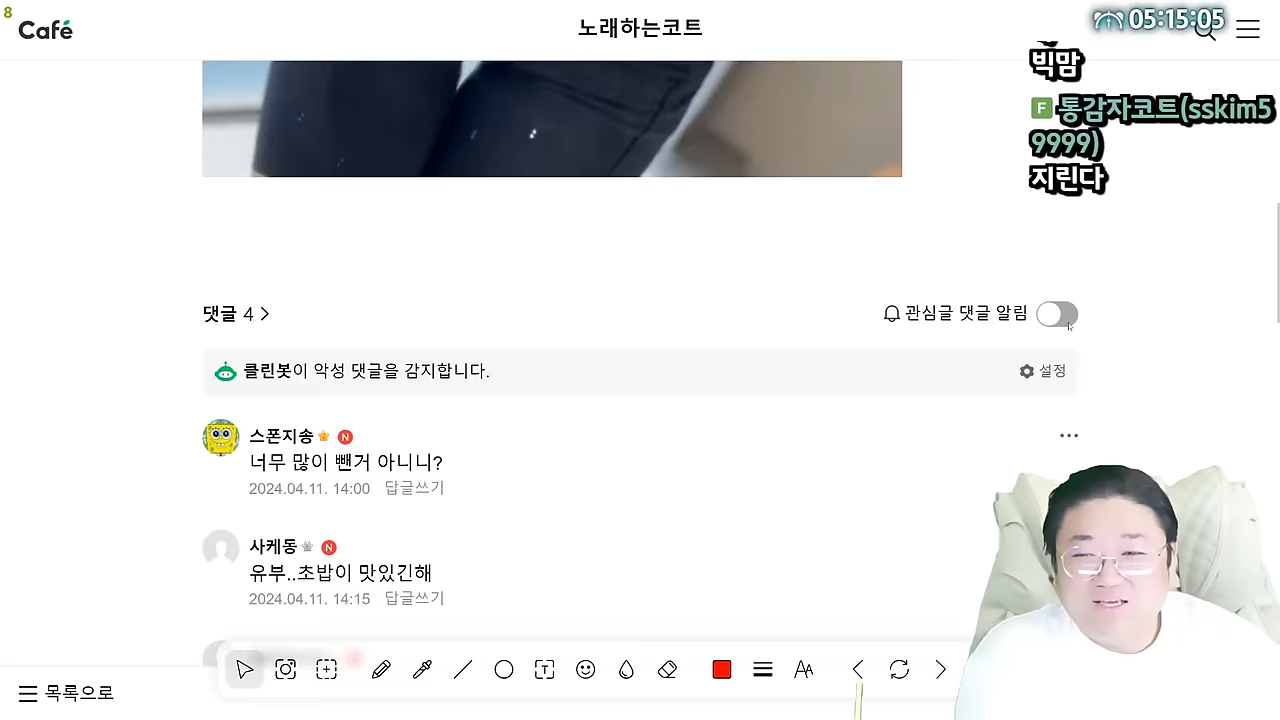 8
Café
노래하는코트
05:15:05
빅맘
F 통감자코트(sskim5
9999)
지린다
댓글 4
관심글 댓글 알림
클린봇이 악성 댓글을 감지합니다.
설정
스폰지송 N
너무 많이 뺀거 아니니?
2024.04.11. 14:00 답글쓰기
사케동 N
유부..초밥이 맛있긴해
2024.04.11. 14:15 답글쓰기
T
AA
목록으로